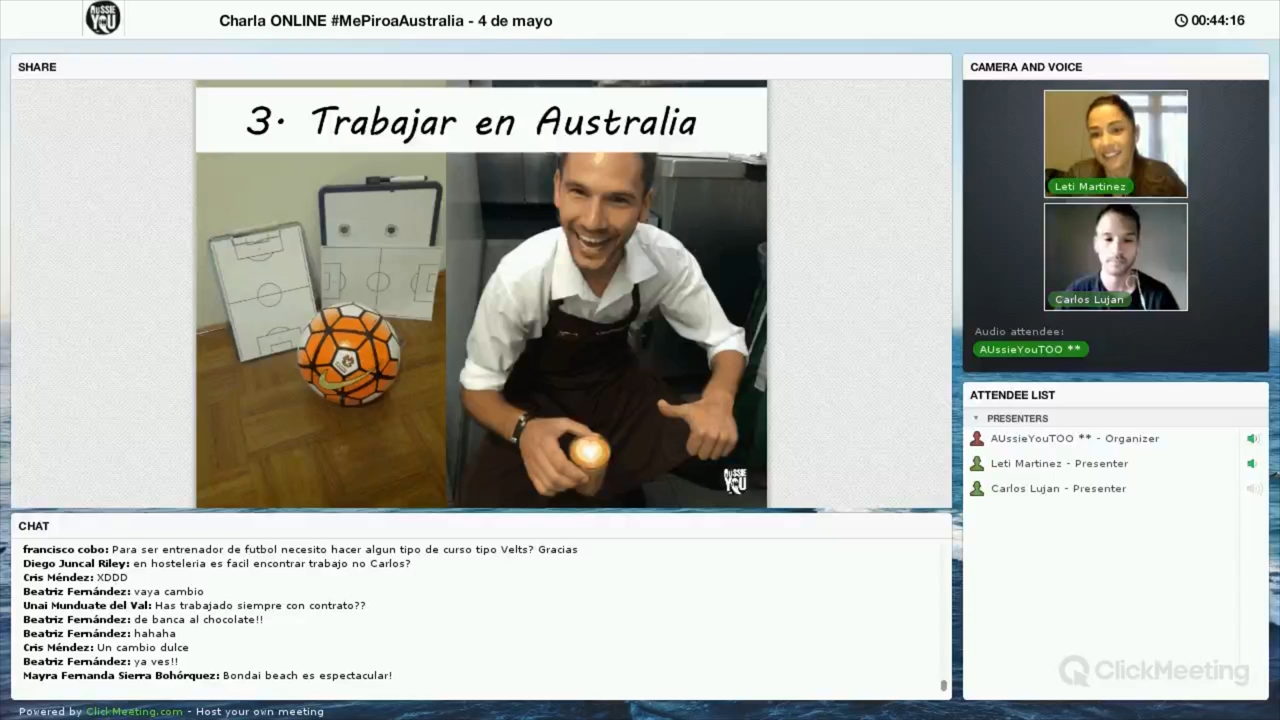 AUSSIE
YOU
Charla ONLINE #MePiroaAustralia - 4 de mayo
00:44:16
SHARE
3. Trabajar en Australia
AUSSIE
YOU
CAMERA AND VOICE
Leti Martinez
Carlos Lujan
Audio attendee:
AUssieYouTOO **
ATTENDEE LIST
PRESENTERS
AUssieYouTOO ** - Organizer
Leti Martinez - Presenter
Carlos Lujan - Presenter
CHAT
francisco cobo: Para ser entrenador de futbol necesito hacer algun tipo de curso tipo Velts? Gracias
Diego Juncal Riley: en hosteleria es facil encontrar trabajo no Carlos?
Cris Méndez: XDDD
Beatriz Fernández: vaya cambio
Unai Munduate del Val: Has trabajado siempre con contrato??
Beatriz Fernández: de banca al chocolate!!
Beatriz Fernández: hahaha
Cris Méndez: Un cambio dulce
Beatriz Fernández: ya ves!!
Mayra Fernanda Sierra Bohórquez: Bondai beach es espectacular!
ClickMeeting
Powered by ClickMeeting.com - Host your own meeting